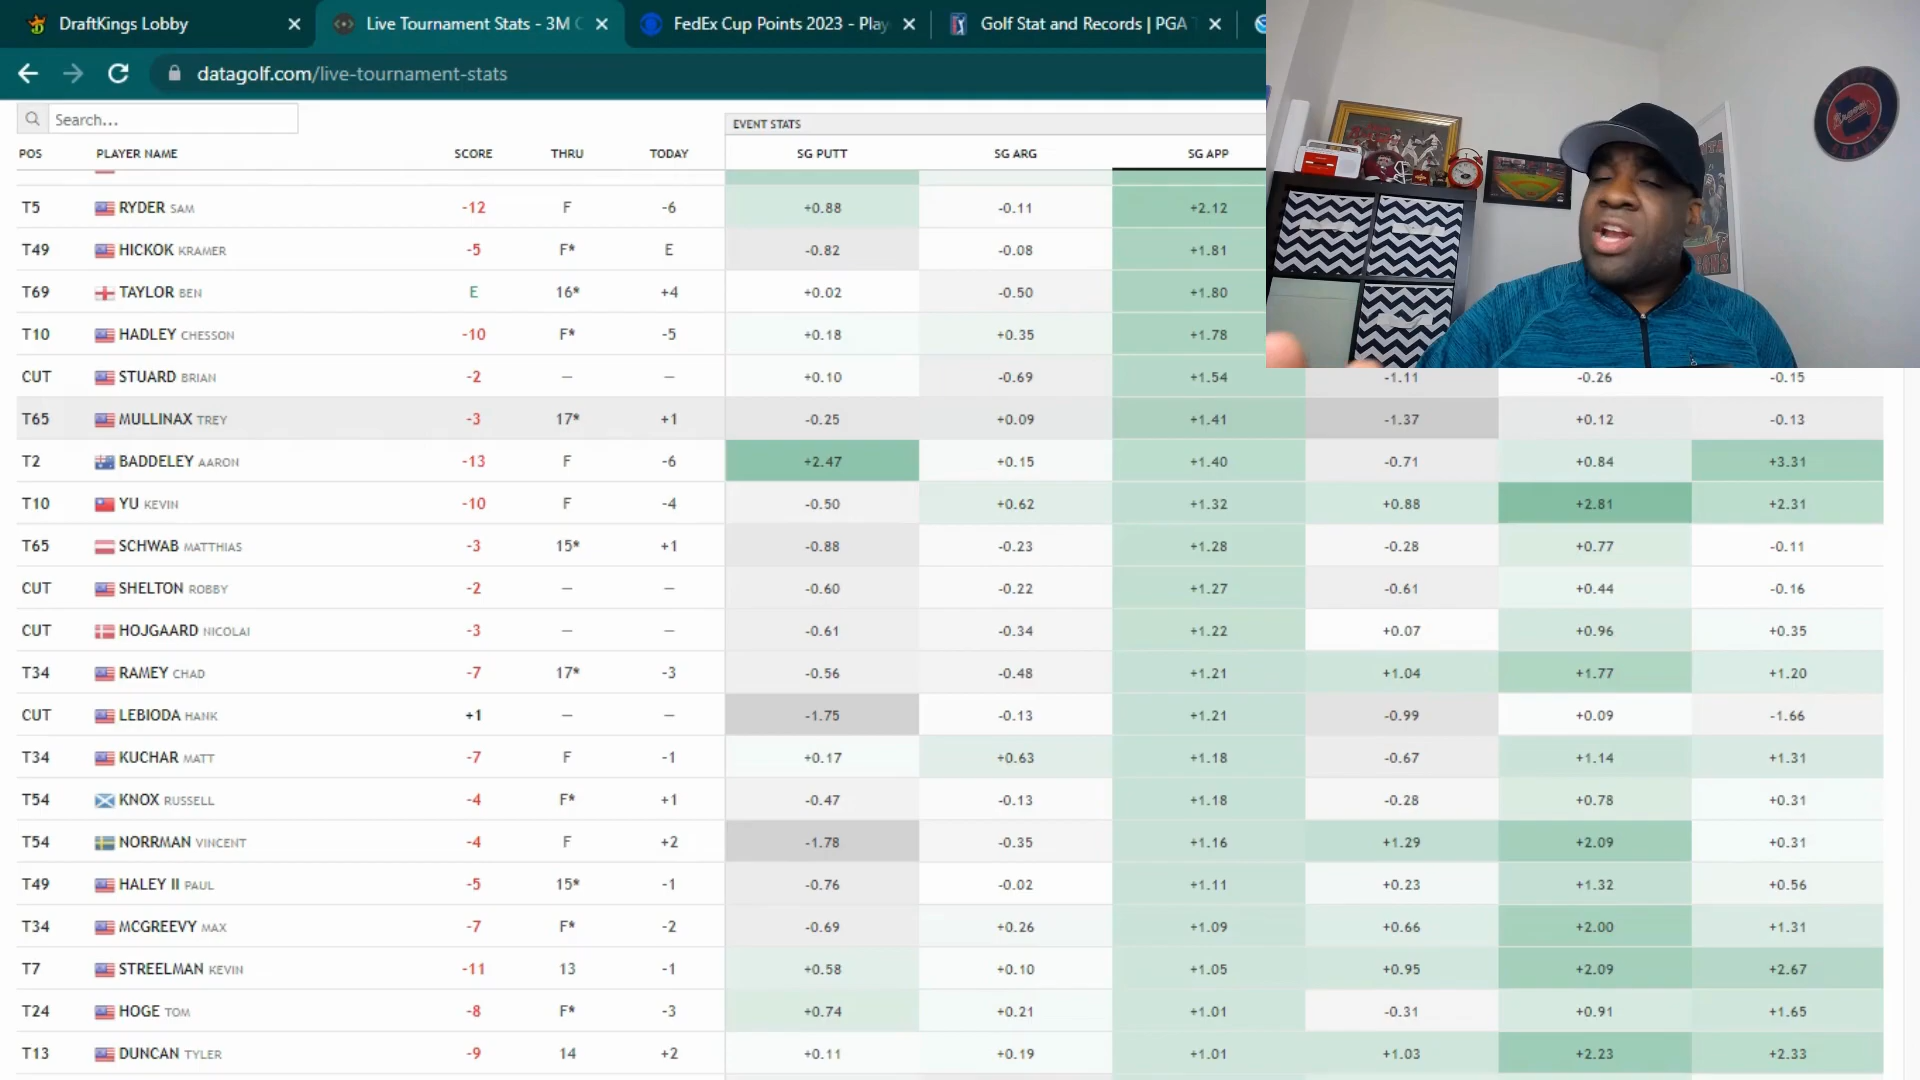 DraftKings Lobby
Live Tournament Stats - 3M C
FedEx Cup Points 2023 - Play
Golf Stat and Records | PGA T
datagolf.com/live-tournament-stats
Search...
EVENT STATS
POS PLAYER NAME SCORE THRU TODAY SG PUTT SG ARG SG APP
T5 RYDER SAM -12 F -6 +0.88 -0.11 +2.12
T49 HICKOK KRAMER -5 F* E -0.82 -0.08 +1.81
T69 TAYLOR BEN E 16* +4 +0.02 -0.50 +1.80
T10 HADLEY CHESSON -10 F* -5 +0.18 +0.35 +1.78
CUT STUARD BRIAN -2 – – +0.10 -0.69 +1.54 -1.11 -0.26 -0.15
T65 MULLINAX TREY -3 17* +1 -0.25 +0.09 +1.41 -1.37 +0.12 -0.13
T2 BADDELEY AARON -13 F -6 +2.47 +0.15 +1.40 -0.71 +0.84 +3.31
T10 YU KEVIN -10 F -4 -0.50 +0.62 +1.32 +0.88 +2.81 +2.31
T65 SCHWAB MATTHIAS -3 15* +1 -0.88 -0.23 +1.28 -0.28 +0.77 -0.11
CUT SHELTON ROBBY -2 – – -0.60 -0.22 +1.27 -0.61 +0.44 -0.16
CUT HOJGAARD NICOLAI -3 – – -0.61 -0.34 +1.22 +0.07 +0.96 +0.35
T34 RAMEY CHAD -7 17* -3 -0.56 -0.48 +1.21 +1.04 +1.77 +1.20
CUT LEBIODA HANK +1 – – -1.75 -0.13 +1.21 -0.99 +0.09 -1.66
T34 KUCHAR MATT -7 F -1 +0.17 +0.63 +1.18 -0.67 +1.14 +1.31
T54 KNOX RUSSELL -4 F* +1 -0.47 -0.13 +1.18 -0.28 +0.78 +0.31
T54 NORRMAN VINCENT -4 F +2 -1.78 -0.35 +1.16 +1.29 +2.09 +0.31
T49 HALEY II PAUL -5 15* -1 -0.76 -0.02 +1.11 +0.23 +1.32 +0.56
T34 MCGREEVY MAX -7 F* -2 -0.69 +0.26 +1.09 +0.66 +2.00 +1.31
T7 STREELMAN KEVIN -11 13 -1 +0.58 +0.10 +1.05 +0.95 +2.09 +2.67
T24 HOGE TOM -8 F* -3 +0.74 +0.21 +1.01 -0.31 +0.91 +1.65
T13 DUNCAN TYLER -9 14 +2 +0.11 +0.19 +1.01 +1.03 +2.23 +2.33